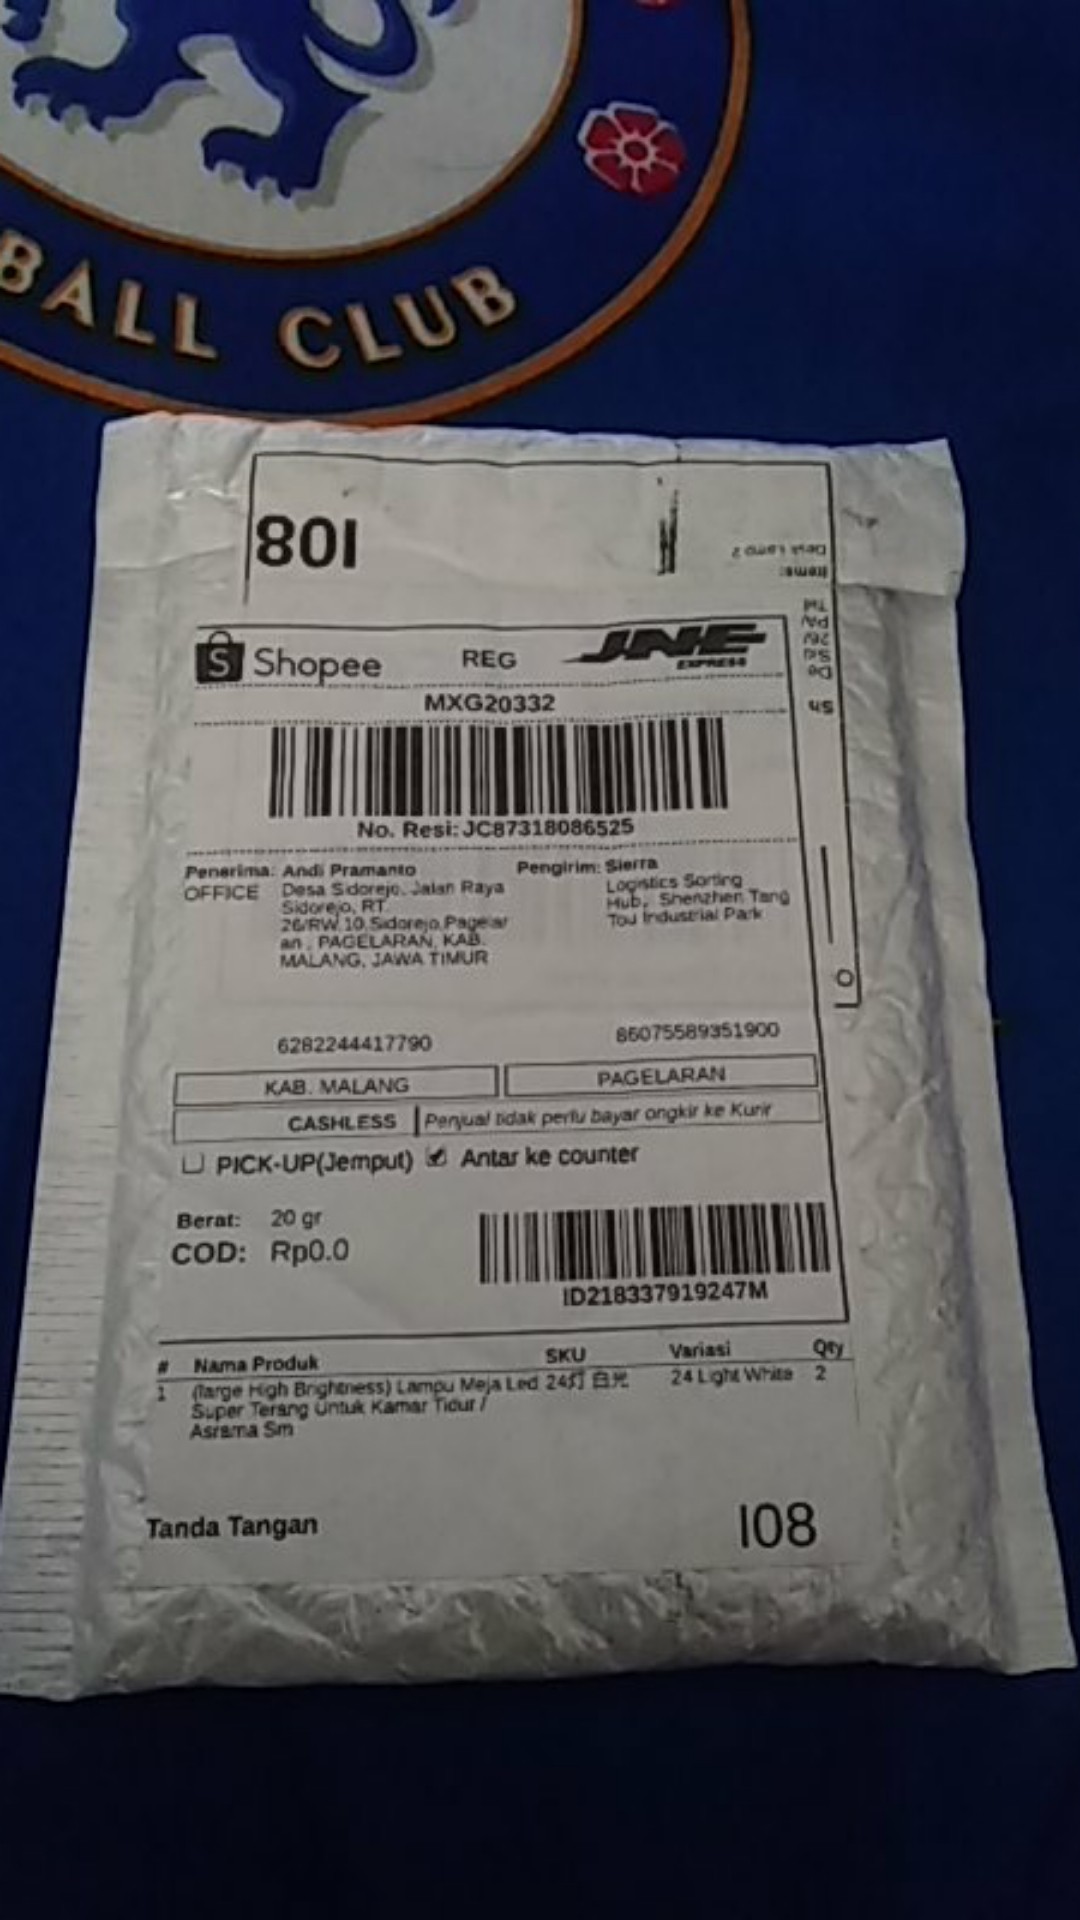 BALL CLUB
108
Desa Lamo 2
Items:
Shopee REG JNE EXPRESS
MXG20332
No. Resi: JC87318086525
Penerima: Andi Pramanto
OFFICE Desa Sidorejo, Jalan Raya
Sidorejo, RT.
26/RW.10,Sidorejo,Pagelar
an , PAGELARAN, KAB.
MALANG, JAWA TIMUR
6282244417790
Pengirim: Sierra
Logistics Sorting
Hub, Shenzhen Tang
Tou Industrial Park
86075589351900
KAB. MALANG PAGELARAN
CASHLESS Penjual tidak perlu bayar ongkir ke Kurir
PICK-UP(Jemput) Antar ke counter
Berat: 20 gr
COD: Rp0.0
ID218337919247M
# Nama Produk SKU Variasi Qty
1 (large High Brightness) Lampu Meja Led 24灯 白光 24 Light White 2
Super Terang Untuk Kamar Tidur /
Asrama Sm
Tanda Tangan 108